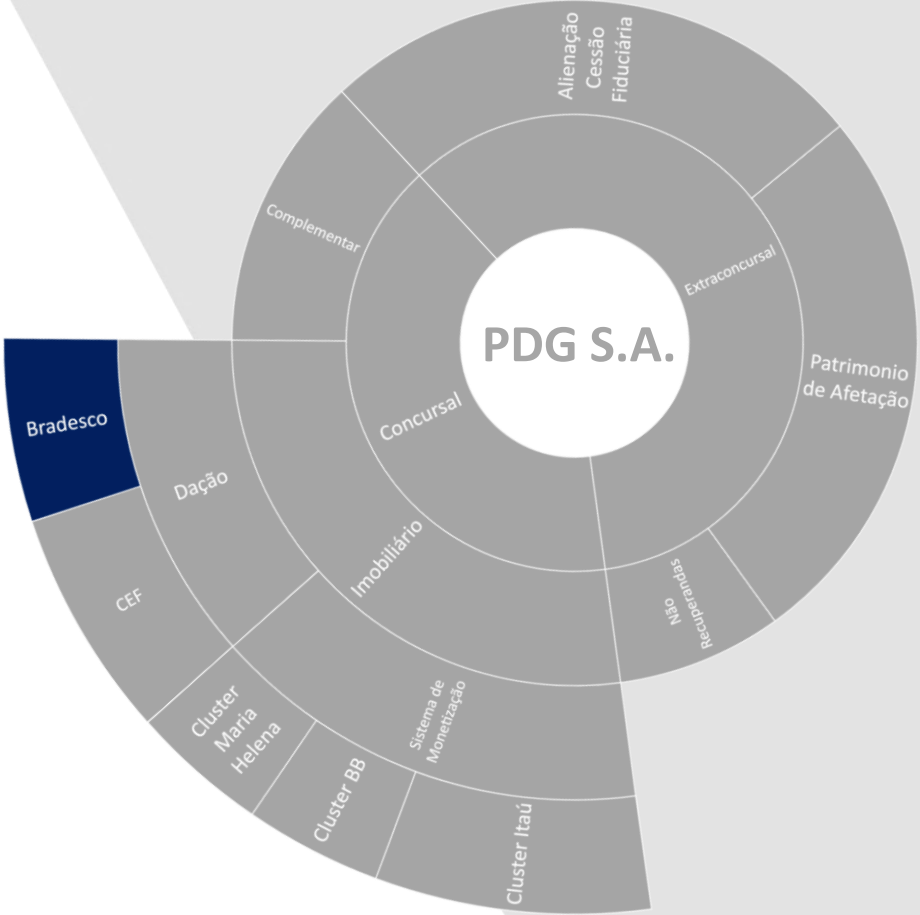 Alienação
Cessão
Fiduciária
Complementar
Extraconcursal
PDG S.A.
Patrimonio
de Afetação
Concursal
Bradesco
Dação
Imobiliário
Não
Recuperandas
CEF
Cluster
Maria
Helena
Sistema de
Monetização
Cluster BB
Cluster Itaú